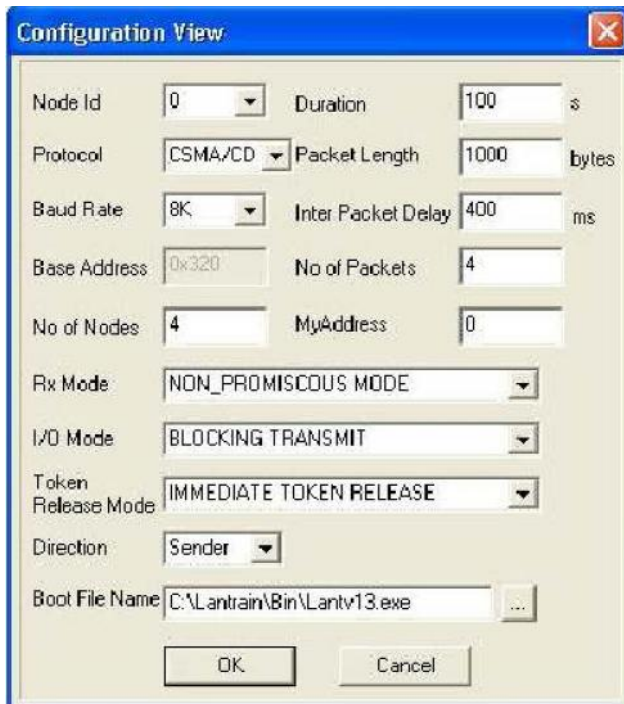 Configuration View
Node Id 0 Duration 100 s
Protocol CSMA/CD Packet Length 1000 bytes
Baud Rate 8K Inter Packet Delay 400 ms
Base Address 0x320 No of Packets 4
No of Nodes 4 MyAddress 0
Rx Mode NON_PROMISCOUS MODE
I/O Mode BLOCKING TRANSMIT
Token
Release Mode IMMEDIATE TOKEN RELEASE
Direction Sender
Boot File Name C:\Lantrain\Bin\Lantv13.exe ...
OK Cancel